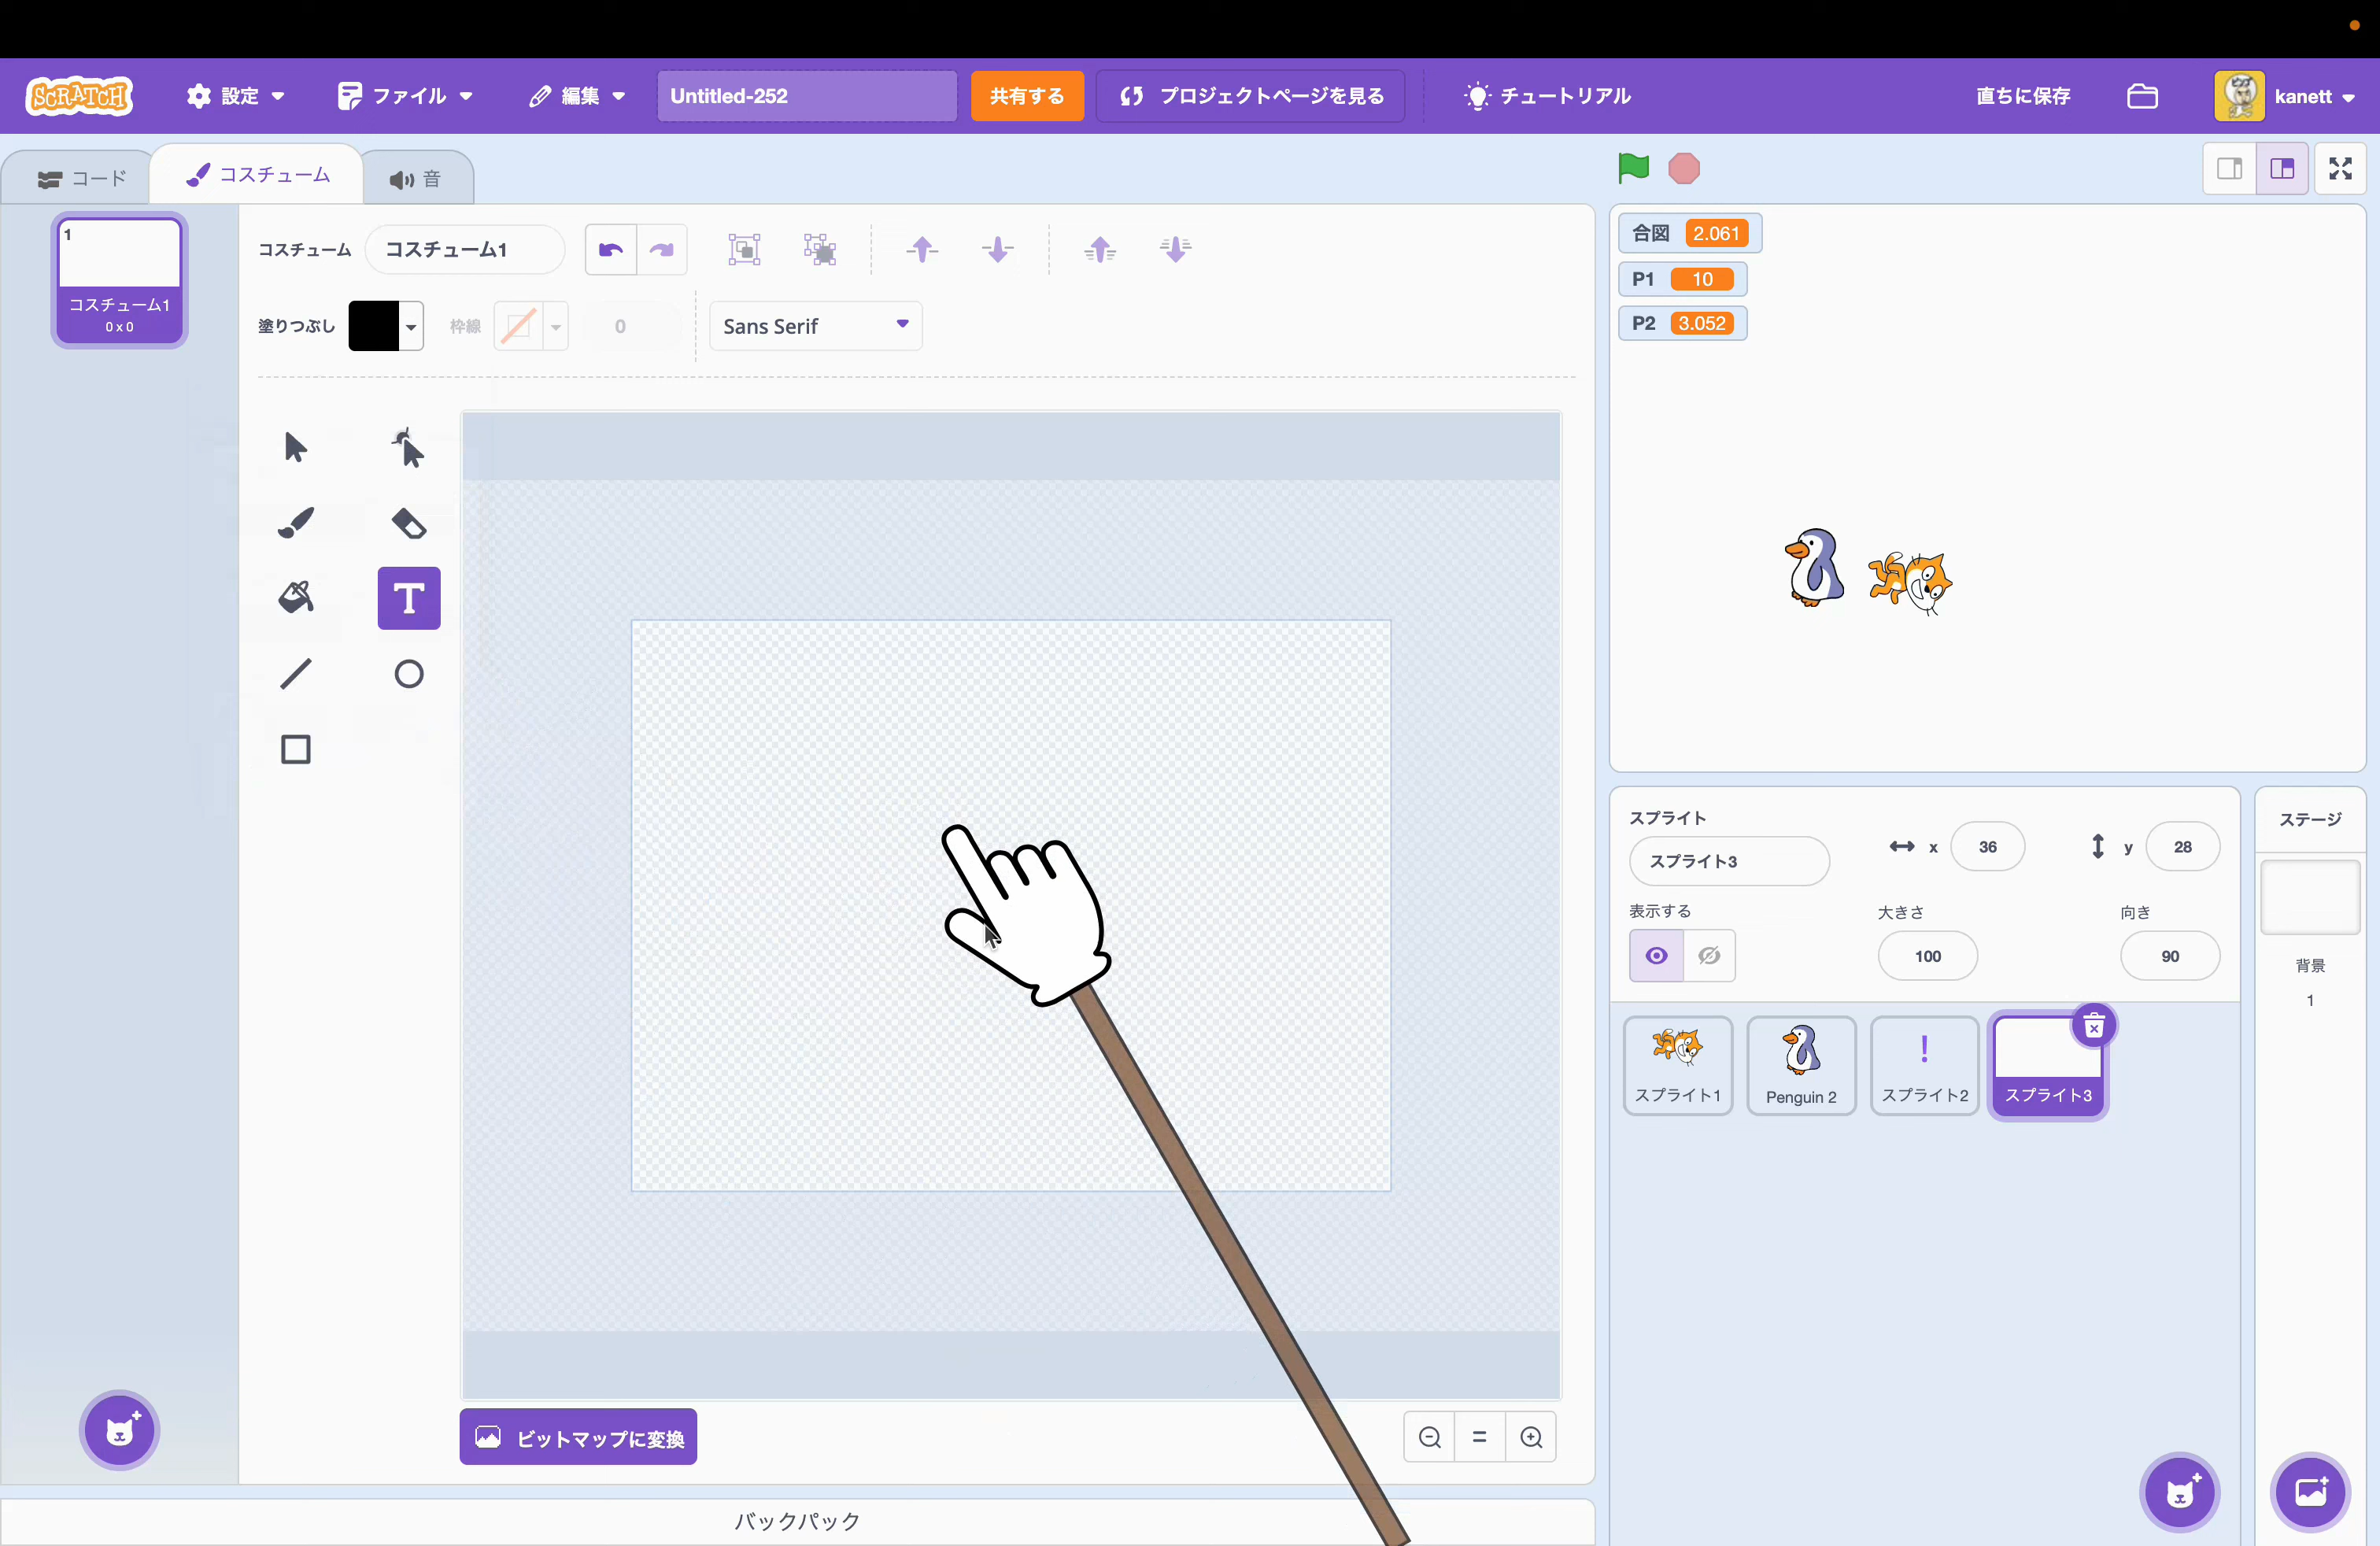 SCRATCH
設定
ファイル
編集
Untitled-252
共有する
プロジェクトページを見る
チュートリアル
直ちに保存
kanett
コード
コスチューム
音
1
コスチューム1
0 x 0
コスチューム
コスチューム1
塗りつぶし
枠線
0
Sans Serif
T
ビットマップに変換
バックパック
合図 2.061
P1 10
P2 3.052
スプライト
スプライト3
x 36
y 28
表示する
大きさ
100
向き
90
スプライト1
Penguin 2
!
スプライト2
スプライト3
ステージ
背景
1